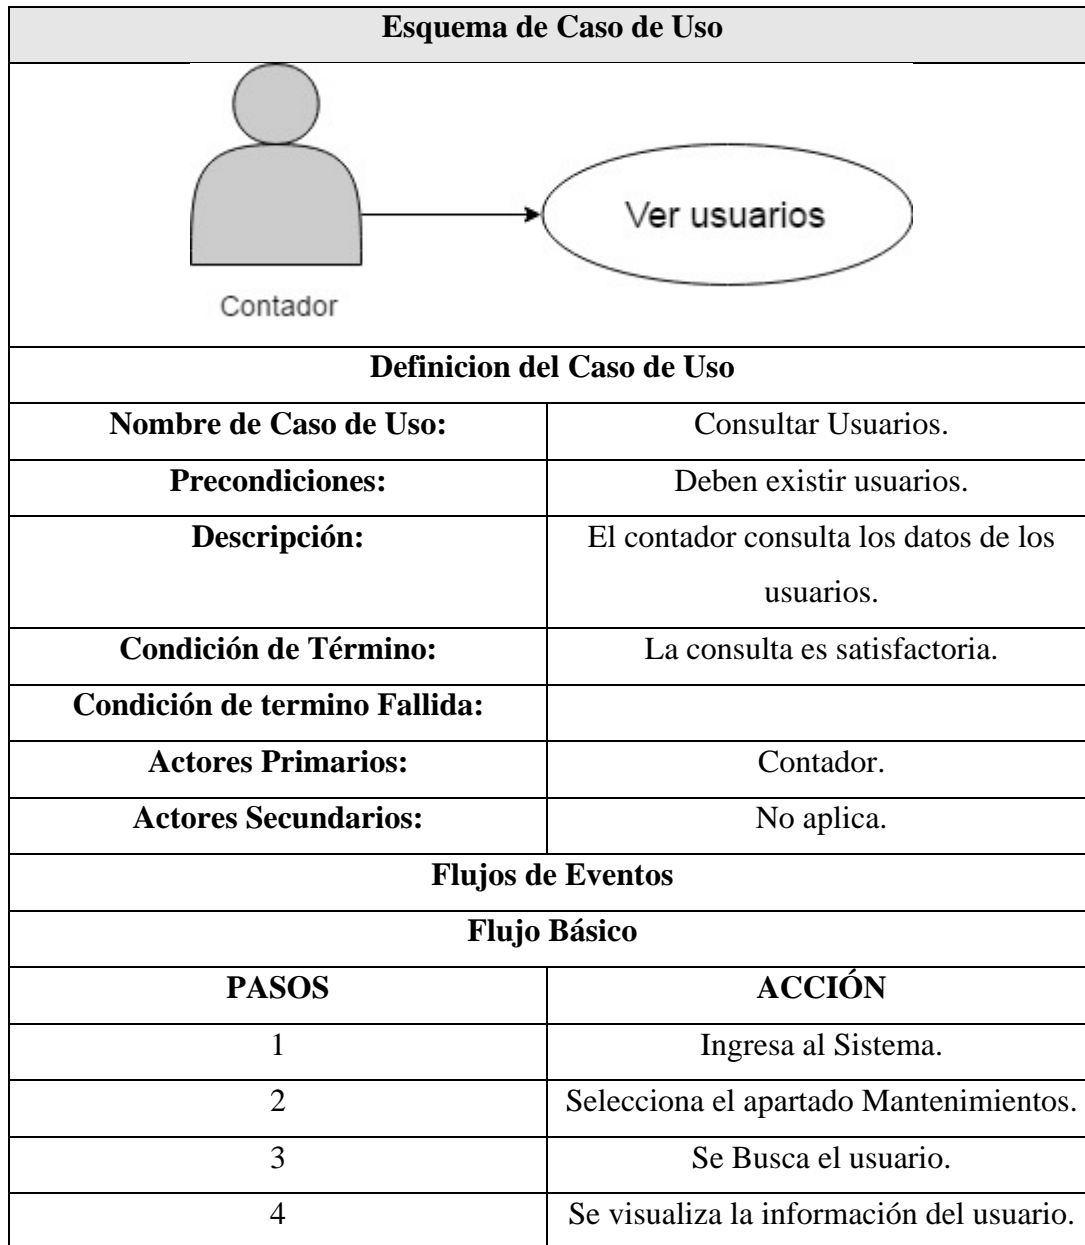 Esquema de Caso de Uso
Ver usuarios
Contador
Definicion del Caso de Uso
Nombre de Caso de Uso:
Consultar Usuarios.
Precondiciones:
Deben existir usuarios.
Descripción:
El contador consulta los datos de los
usuarios.
Condición de Término:
La consulta es satisfactoria.
Condición de termino Fallida:
Actores Primarios:
Contador.
Actores Secundarios:
No aplica.
Flujos de Eventos
Flujo Básico
PASOS
ACCIÓN
1
Ingresa al Sistema.
2
Selecciona el apartado Mantenimientos.
3
Se Busca el usuario.
4
Se visualiza la información del usuario.